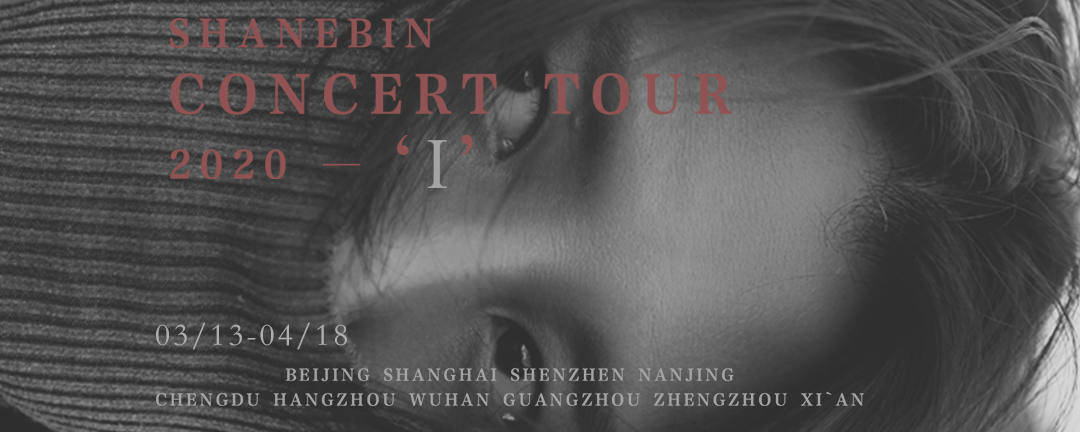 SHANEBIN
CONCERT TOUR
2020 — ‘I’
03/13-04/18
BEIJING SHANGHAI SHENZHEN NANJING
CHENGDU HANGZHOU WUHAN GUANGZHOU ZHENGZHOU XI`AN